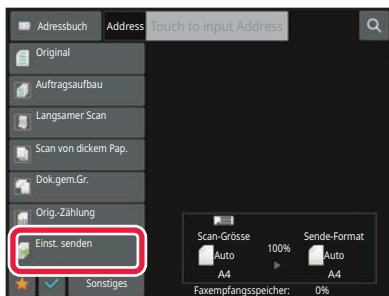 Adressbuch Address Touch to input Address
Original
Auftragsaufbau
Langsamer Scan
Scan von dickem Pap.
Dok.gem.Gr.
Orig.-Zählung
Einst. senden
Sonstiges
Scan-Grösse 100% Sende-Format
Auto Auto
A4 A4
Faxempfangsspeicher: 0%